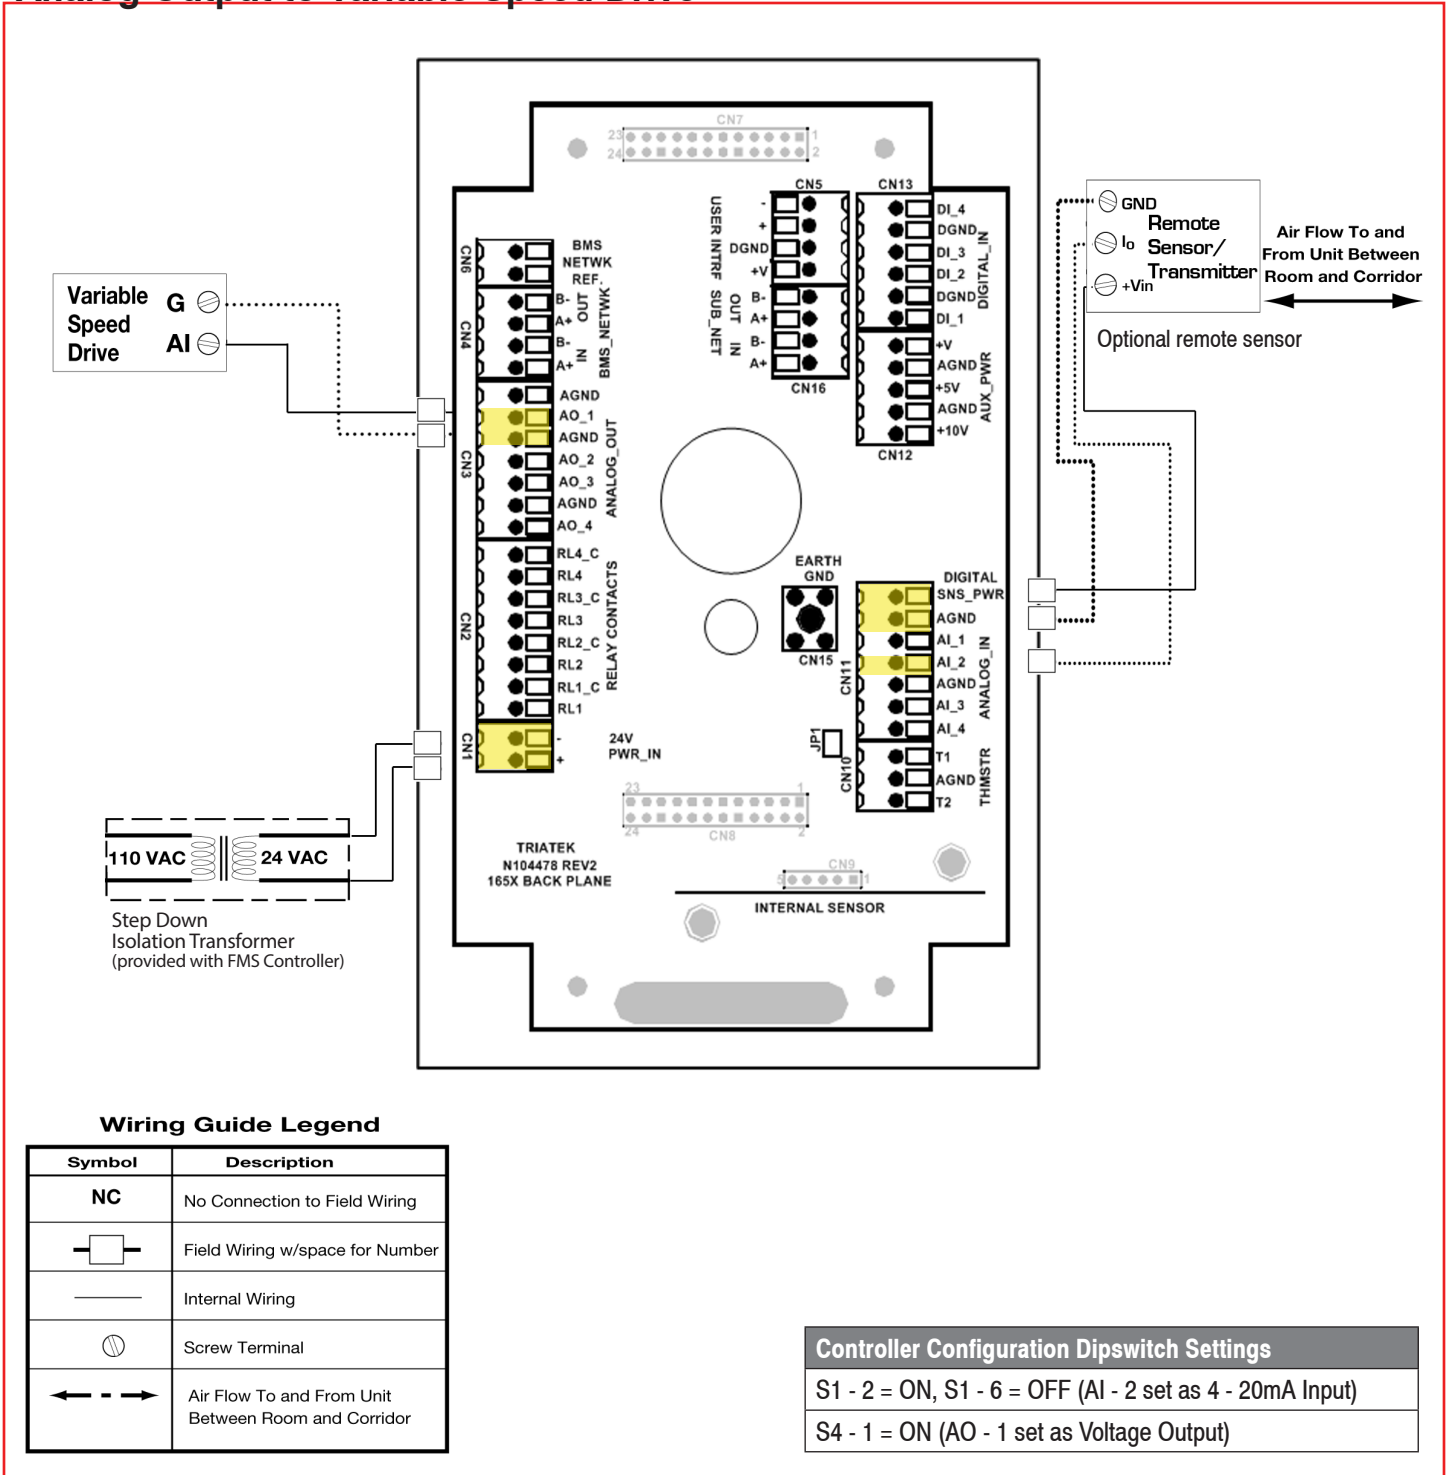 Analog Output to Variable Speed Drive
CN7
23
1
24
2
CN5
CN13
-
+
DGND
+V
USER INTRF
B-
A+
B-
A+
OUT
IN
SUB_NET
CN16
DI_4
DGND
DI_3
DI_2
DGND
DI_1
DIGITAL_IN
+V
AGND
+5V
AGND
+10V
AUX_PWR
CN12
GND
Io
+Vin
Remote
Sensor/
Transmitter
Air Flow To and
From Unit Between
Room and Corridor
Optional remote sensor
Variable
Speed
Drive
G
AI
CN6
BMS
NETWK
REF.
CN4
B-
A+
B-
A+
OUT
IN
BMS_NETWK
CN3
AGND
AO_1
AGND
AO_2
AO_3
AGND
AO_4
ANALOG_OUT
CN2
RL4_C
RL4
RL3_C
RL3
RL2_C
RL2
RL1_C
RL1
RELAY CONTACTS
CN1
-
+
24V
PWR_IN
EARTH
GND
CN15
DIGITAL
SNS_PWR
AGND
AI_1
AI_2
AGND
AI_3
AI_4
CN11
ANALOG_IN
JP1
CN10
T1
AGND
T2
THMSTR
23
1
24
2
CN8
110 VAC
24 VAC
Step Down
Isolation Transformer
(provided with FMS Controller)
TRIATEK
N104478 REV2
165X BACK PLANE
CN9
5
1
INTERNAL SENSOR
Wiring Guide Legend
Symbol
Description
NC
No Connection to Field Wiring
Field Wiring w/space for Number
Internal Wiring
Screw Terminal
Air Flow To and From Unit
Between Room and Corridor
Controller Configuration Dipswitch Settings
S1 - 2 = ON, S1 - 6 = OFF (AI - 2 set as 4 - 20mA Input)
S4 - 1 = ON (AO - 1 set as Voltage Output)